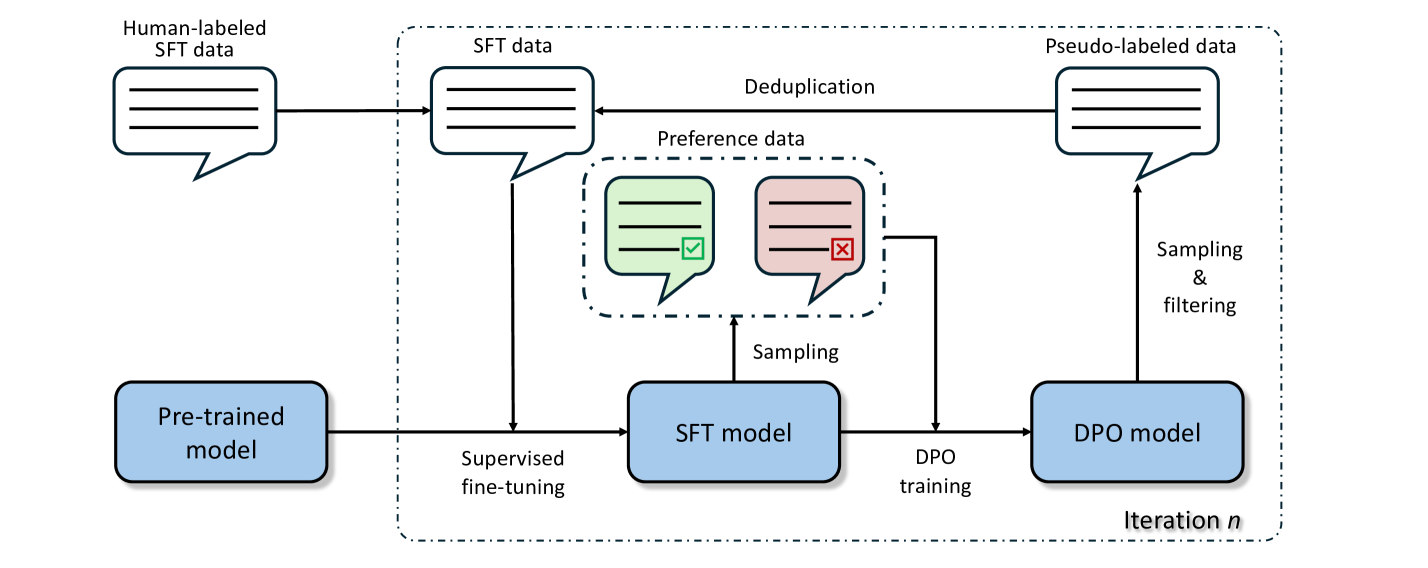 Human-labeled
SFT data
SFT data
Pseudo-labeled data
Deduplication
Preference data
Sampling
&
filtering
Sampling
Pre-trained
model
SFT model
DPO model
Supervised
fine-tuning
DPO
training
Iteration n